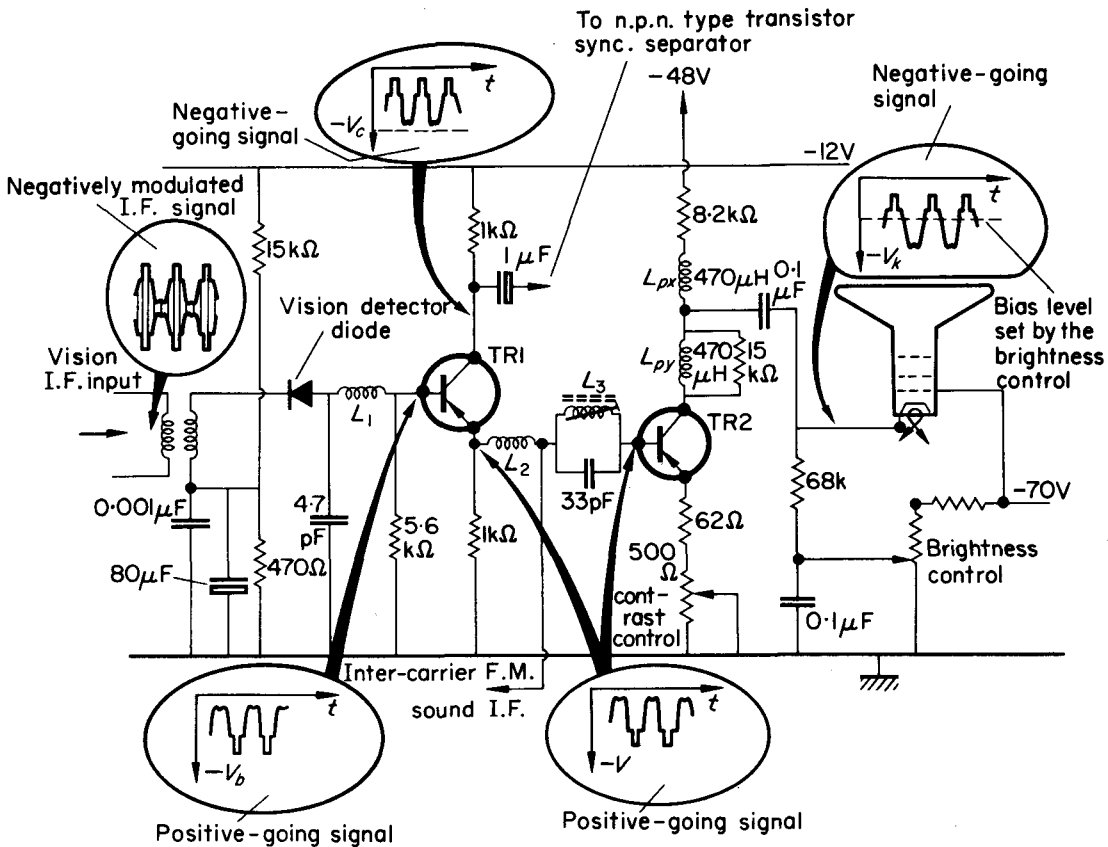 To n.p.n. type transistor
sync. separator
−48V
Negative-going
signal
t
−Vc
Negative-
going signal
−12V
t
−Vk
Negatively modulated
I.F. signal
15kΩ
1kΩ
1μF
8·2kΩ
Lpx
470μH
0·1
μF
Bias level
set by the
brightness
control
Vision detector
diode
Vision
I.F. input
TR1
Lpy
470
μH
15
kΩ
L1
L3
TR2
L2
33pF
68k
−70V
0·001μF
4·7
pF
5·6
kΩ
1kΩ
62Ω
500
Ω
Brightness
control
80μF
470Ω
cont-
rast
control
0·1μF
Inter-carrier F.M.
sound I.F.
t
−Vb
t
−V
Positive-going signal
Positive-going signal